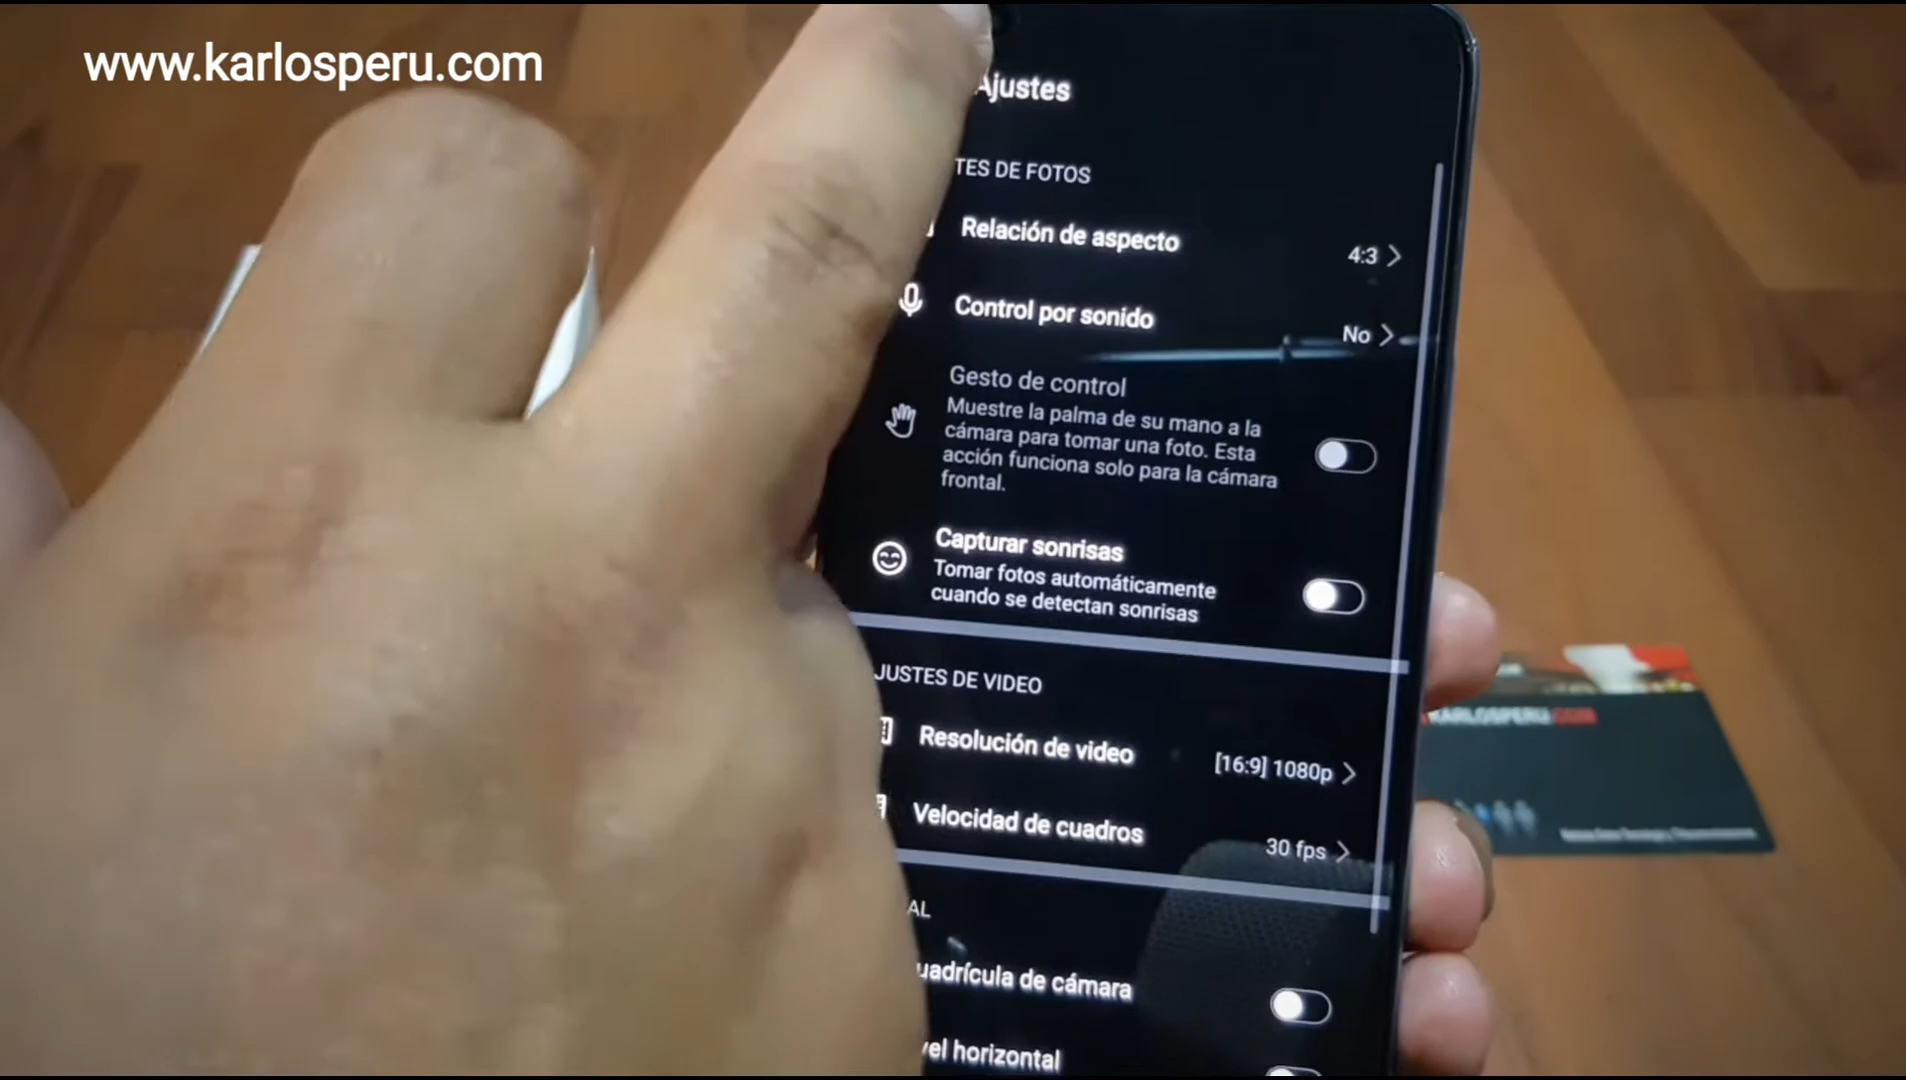 www.karlosperu.com
Ajustes
TES DE FOTOS
Relación de aspecto
4:3
Control por sonido
No
Gesto de control
Muestre la palma de su mano a la
cámara para tomar una foto. Esta
acción funciona solo para la cámara
frontal.
Capturar sonrisas
Tomar fotos automáticamente
cuando se detectan sonrisas
JUSTES DE VIDEO
Resolución de video
[16:9] 1080p
Velocidad de cuadros
30 fps
AL
uadrícula de cámara
vel horizontal
KARLOSPERU.COM